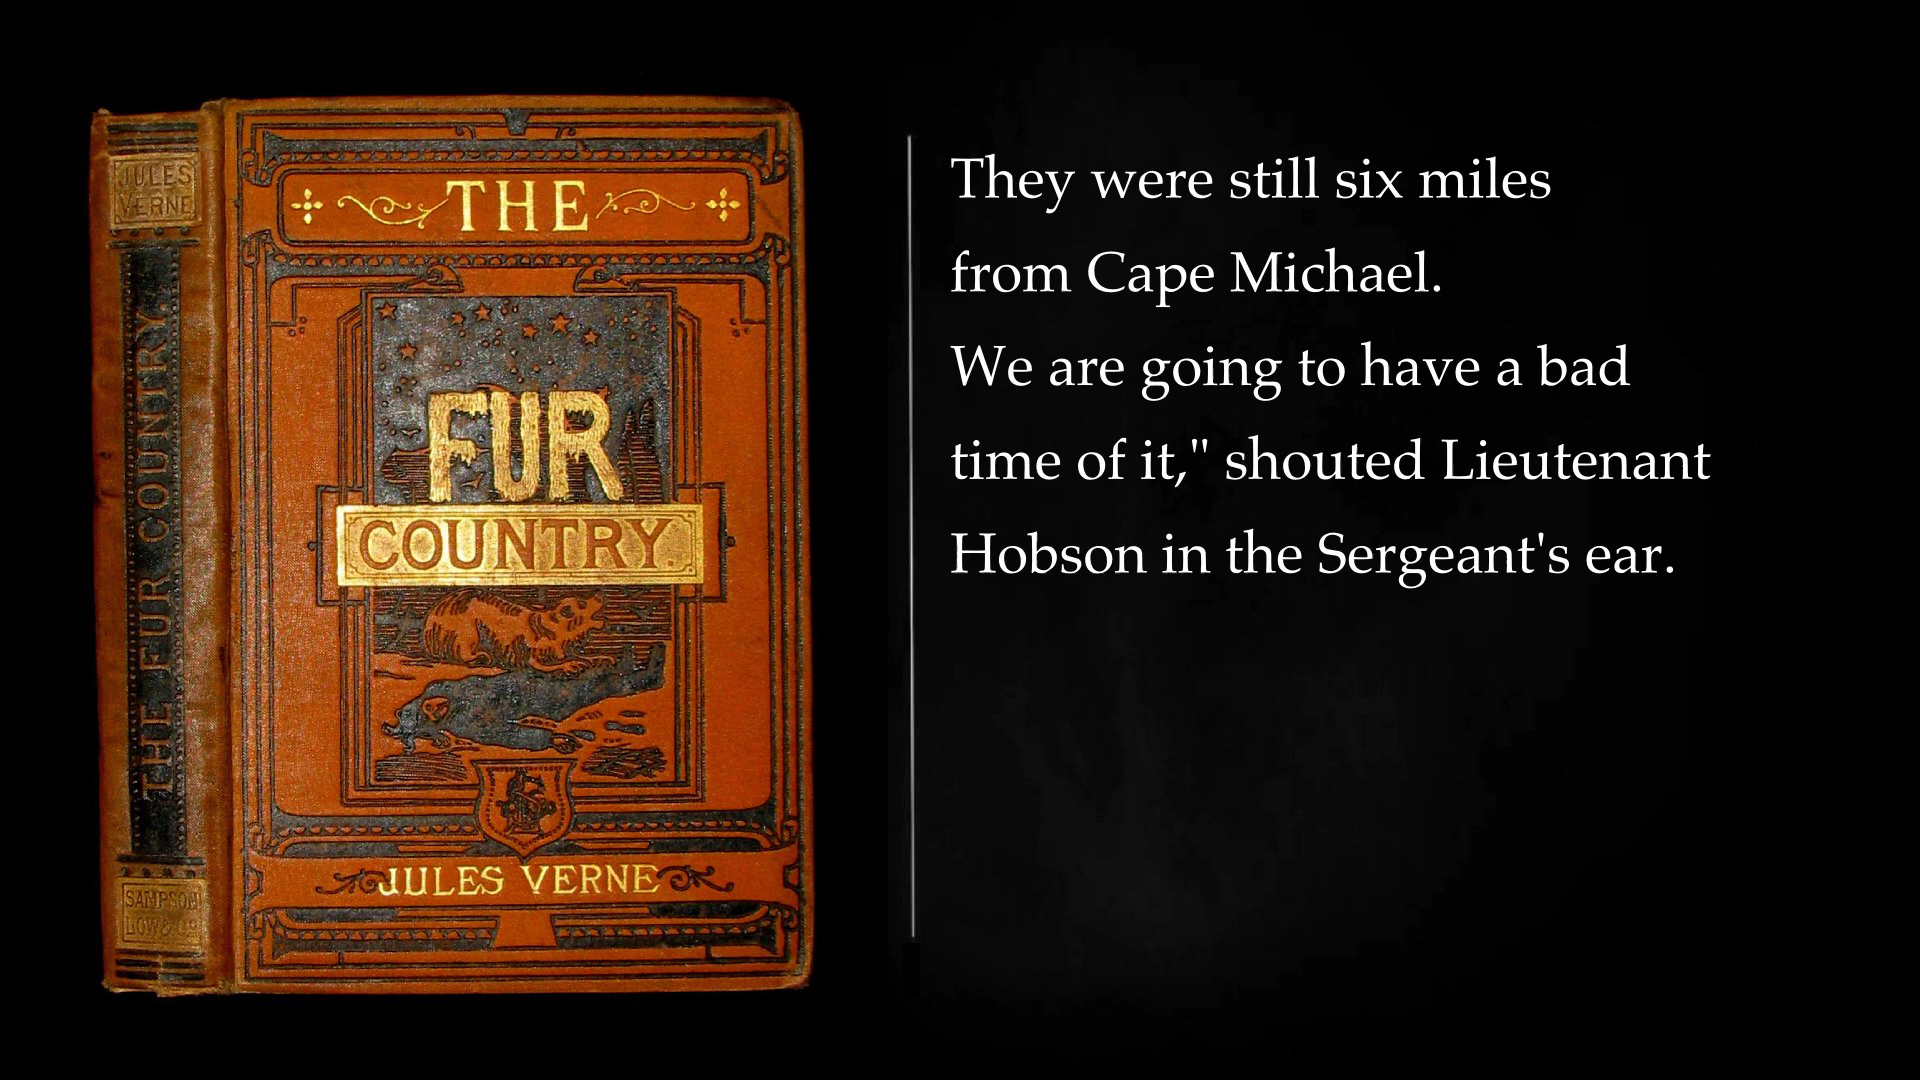 JULES
VERNE
THE FUR COUNTRY.
SAMPSON
LOW & Co
THE
FUR
COUNTRY.
JULES VERNE
They were still six miles
from Cape Michael.
We are going to have a bad
time of it," shouted Lieutenant
Hobson in the Sergeant's ear.